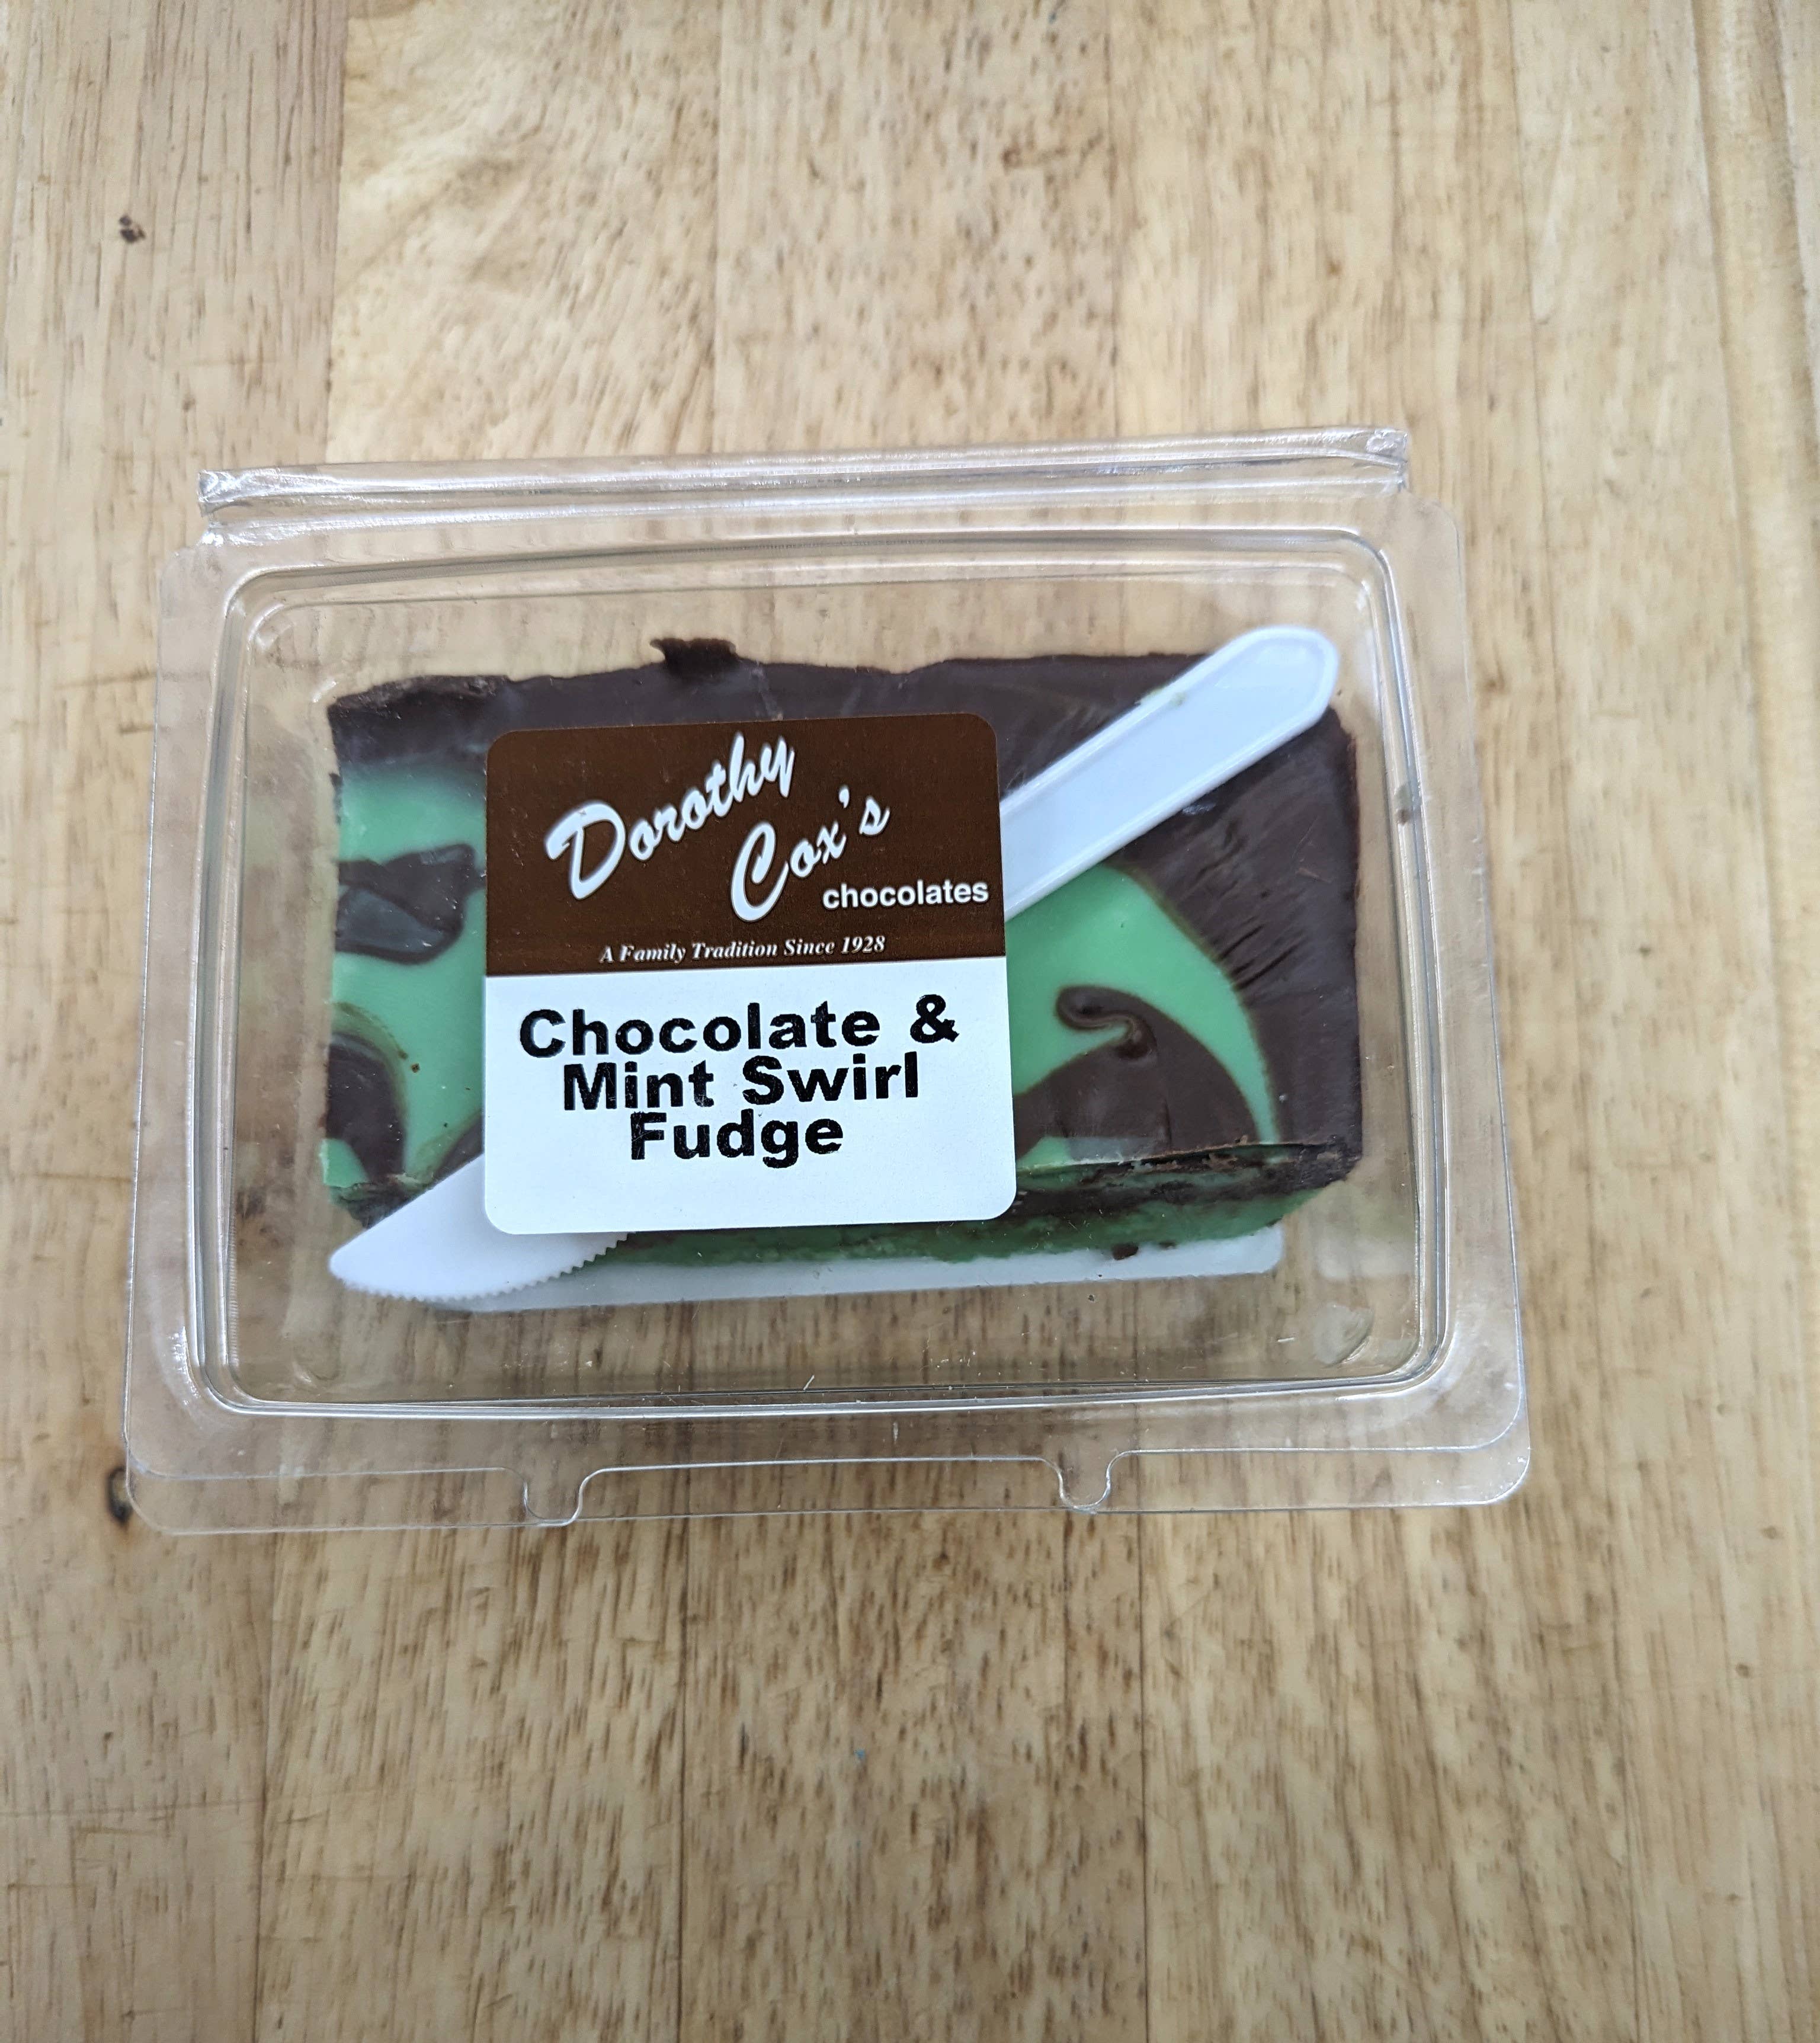 Dorothy
Cox's
chocolates
A Family Tradition Since 1928
Chocolate &
Mint Swirl
Fudge